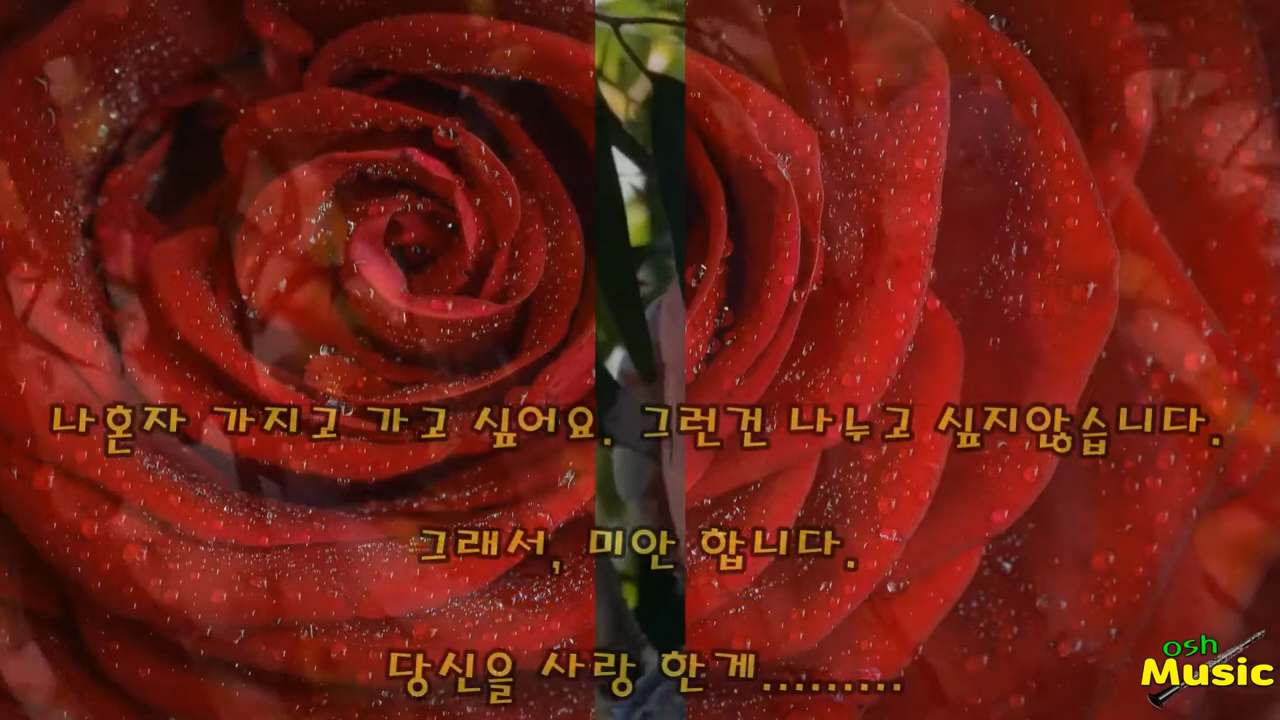 나혼자 가지고 가고 싶어요. 그런건 나누고 싶지않습니다.
그래서, 미안 합니다.
당신을 사랑 한게.........
osh
Music